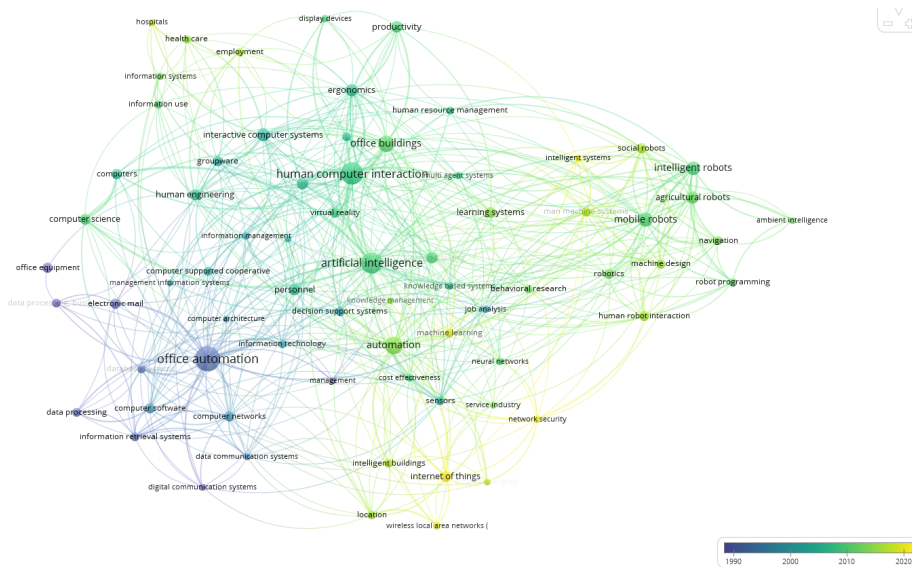 hospitals
display devices
productivity
health care
employment
information systems
ergonomics
information use
human resource management
interactive computer systems
office buildings
social robots
intelligent systems
groupware
intelligent robots
computers
human computer interaction
multi agent systems
human engineering
agricultural robots
virtual reality
learning systems
man machine systems
computer science
mobile robots
ambient intelligence
information management
navigation
office equipment
artificial intelligence
machine design
computer supported cooperative
robotics
management information systems
robot programming
personnel
knowledge based systems
behavioral research
knowledge management
electronic mail
decision support systems
job analysis
computer architecture
human robot interaction
machine learning
information technology
automation
office automation
neural networks
management
cost effectiveness
sensors
service industry
data processing
computer software
computer networks
network security
information retrieval systems
data communication systems
intelligent buildings
internet of things
digital communication systems
location
wireless local area networks (
1990
2000
2010
2020